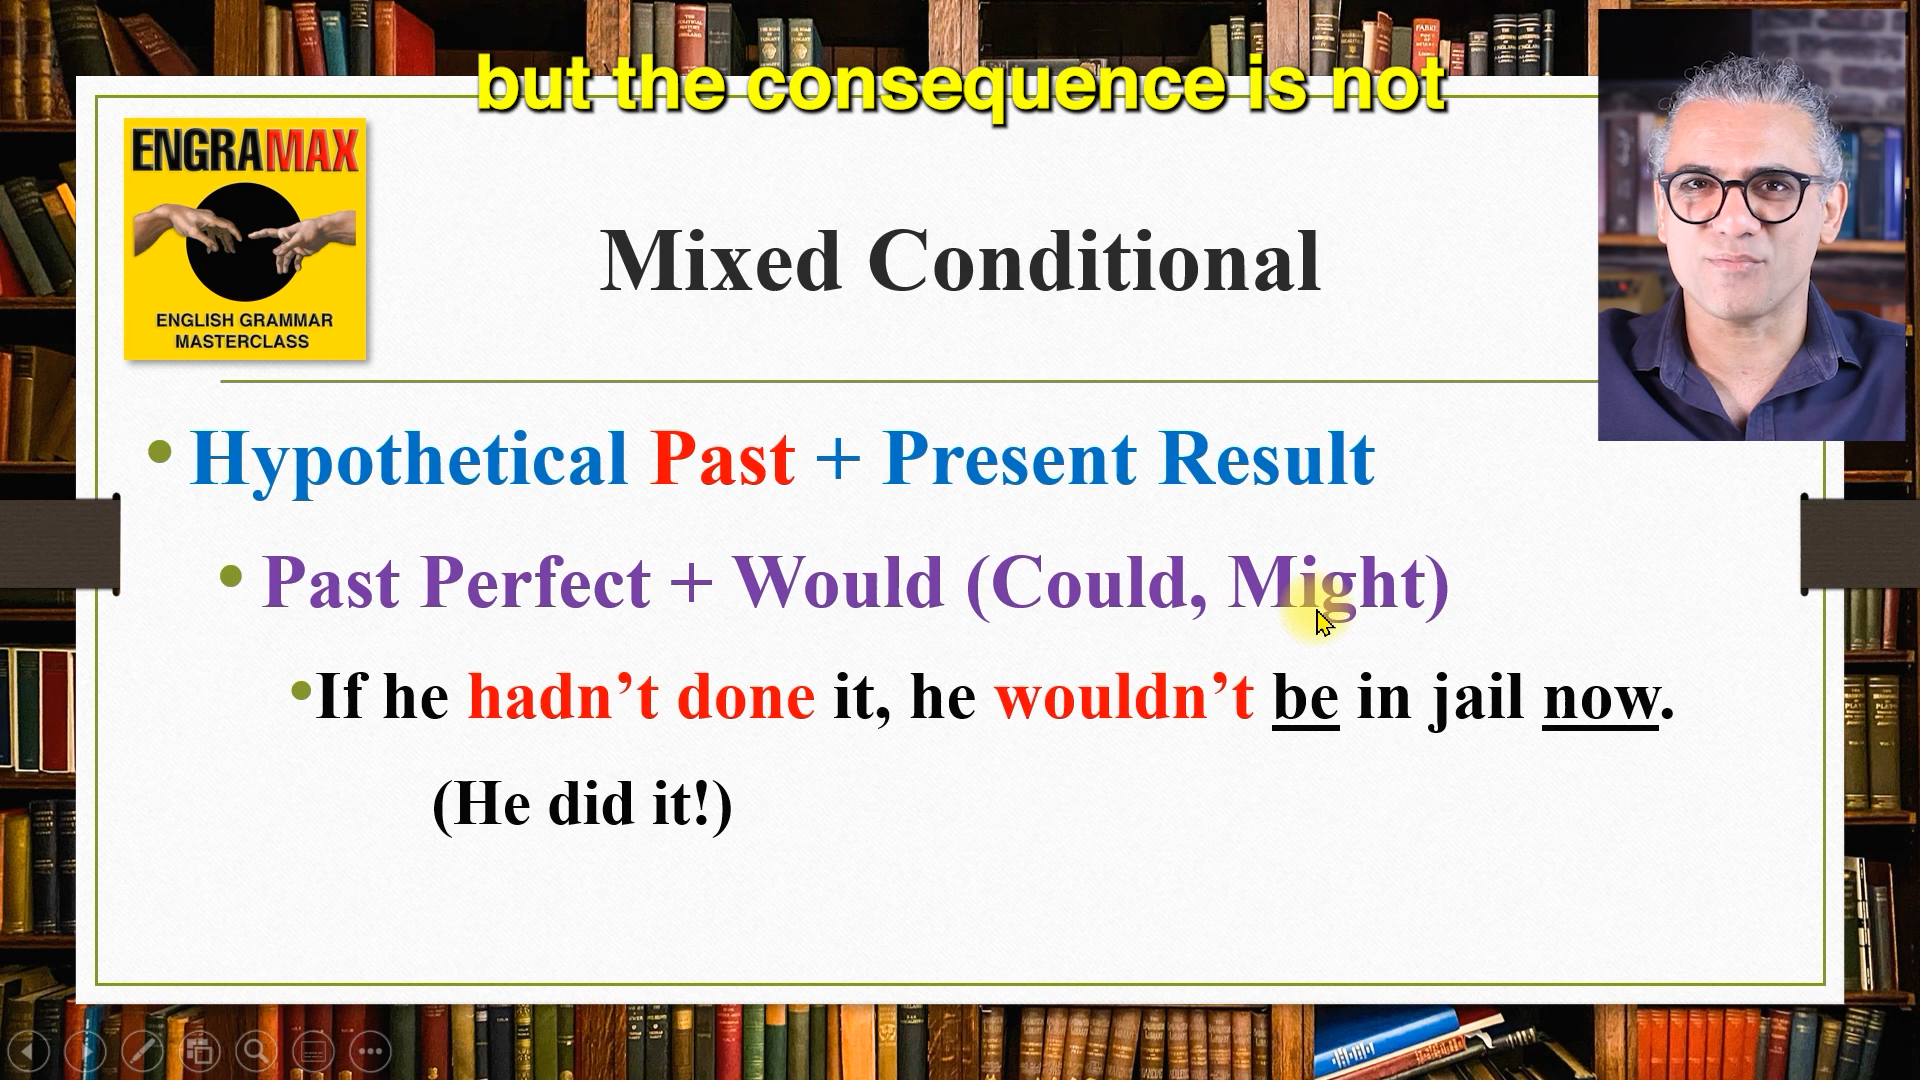 but the consequence is not
ENGRAMAX
ENGLISH GRAMMAR
MASTERCLASS
Mixed Conditional
• Hypothetical Past + Present Result
• Past Perfect + Would (Could, Might)
•If he hadn’t done it, he wouldn’t be in jail now.
(He did it!)